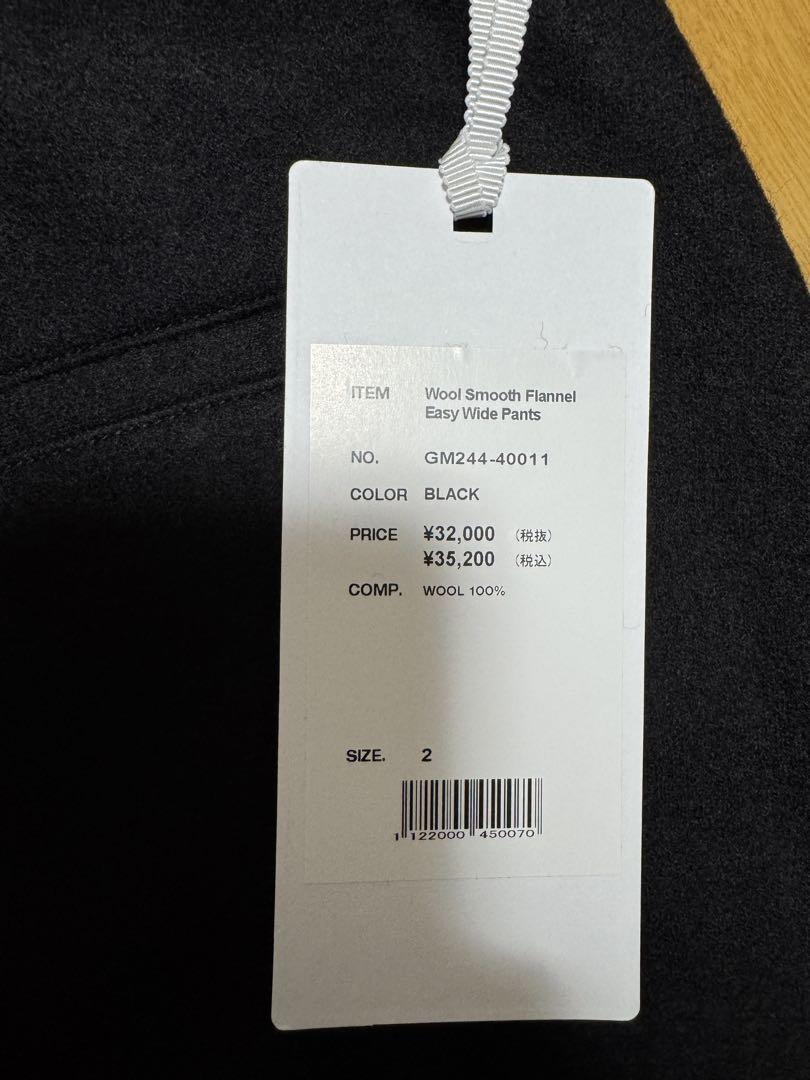 ITEM Wool Smooth Flannel
Easy Wide Pants
NO. GM244-40011
COLOR BLACK
PRICE ¥32,000 (税抜)
¥35,200 (税込)
COMP. WOOL 100%
SIZE. 2
1 122000 450070